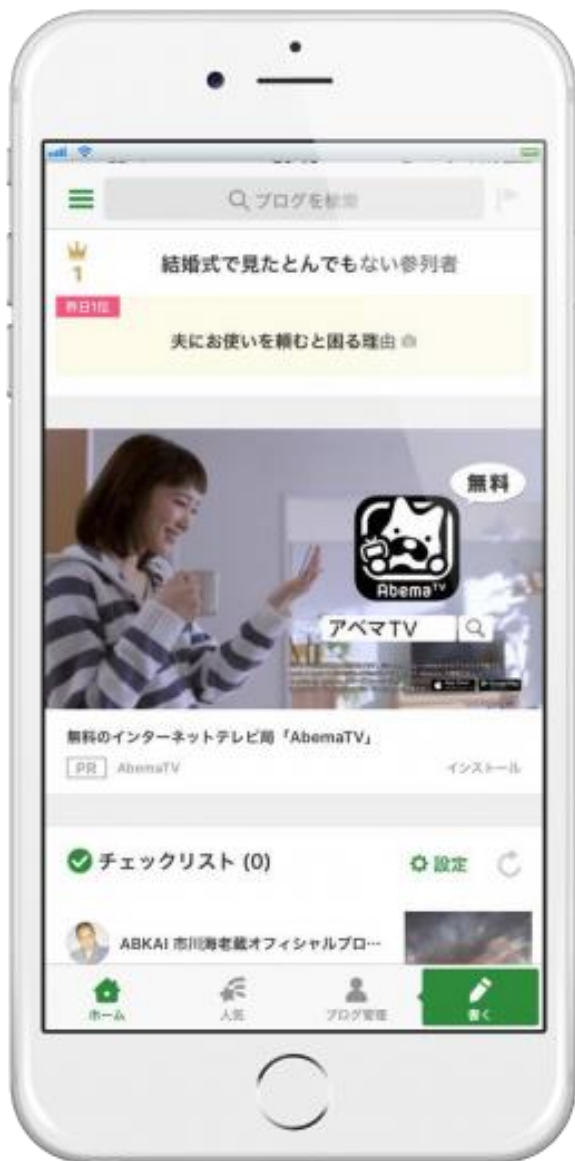 ブログを検索
1
結婚式で見たとんでもない参列者
昨日1位
夫にお使いを頼むと困る理由
無料
Abema TV
アベマTV
無料のインターネットテレビ局「AbemaTV」
PR AbemaTV
インストール
チェックリスト (0)
設定
ABKAI 市川海老蔵オフィシャルブロ…
ホーム
人気
ブログ管理
書く